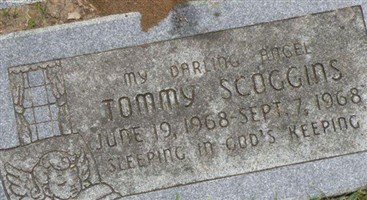 MY DARLING ANGEL
TOMMY SCOGGINS
JUNE 19, 1968 - SEPT. 7, 1968
SLEEPING IN GOD'S KEEPING